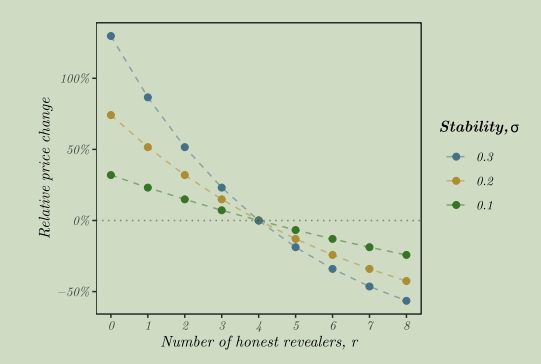 Relative price change
100%
50%
0%
−50%
0 1 2 3 4 5 6 7 8
Number of honest revealers, r
Stability, σ
0.3
0.2
0.1